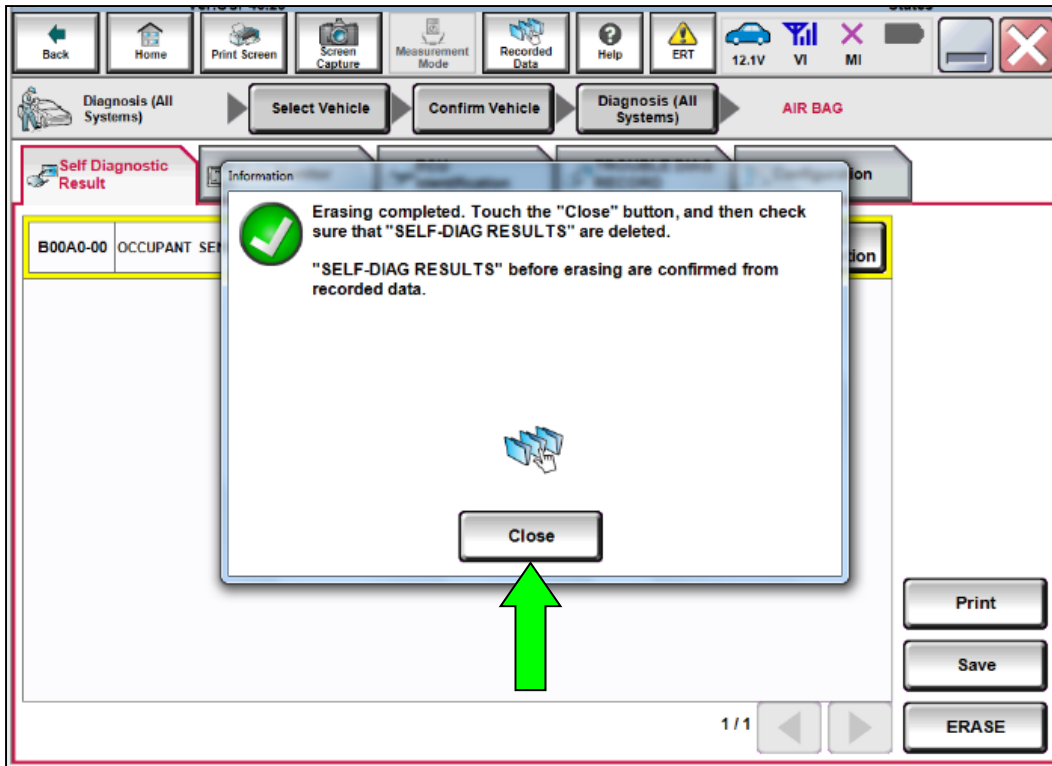 Back
Home
Print Screen
Screen
Capture
Measurement
Mode
Recorded
Data
Help
ERT
12.1V
VI
MI
Diagnosis (All
Systems)
Select Vehicle
Confirm Vehicle
Diagnosis (All
Systems)
AIR BAG
Self Diagnostic
Result
Information
Erasing completed. Touch the "Close" button, and then check
sure that "SELF-DIAG RESULTS" are deleted.
"SELF-DIAG RESULTS" before erasing are confirmed from
recorded data.
B00A0-00
OCCUPANT
Close
Print
Save
1 / 1
ERASE